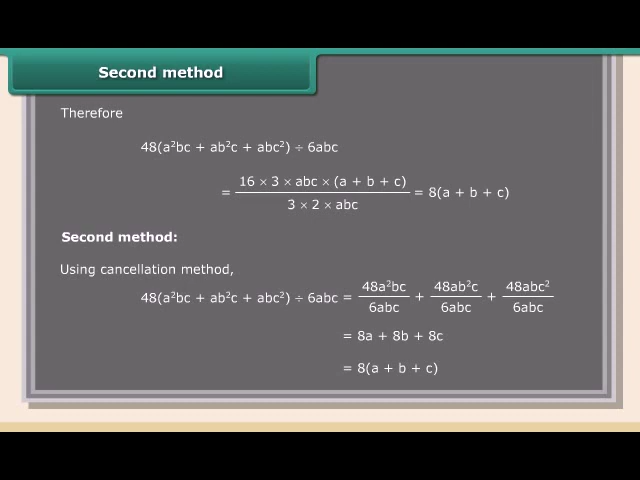 Second method
Therefore
48(a²bc + ab²c + abc²) ÷ 6abc
= 16 × 3 × abc × (a + b + c) / 3 × 2 × abc = 8(a + b + c)
Second method:
Using cancellation method,
48(a²bc + ab²c + abc²) ÷ 6abc = 48a²bc / 6abc + 48ab²c / 6abc + 48abc² / 6abc
= 8a + 8b + 8c
= 8(a + b + c)